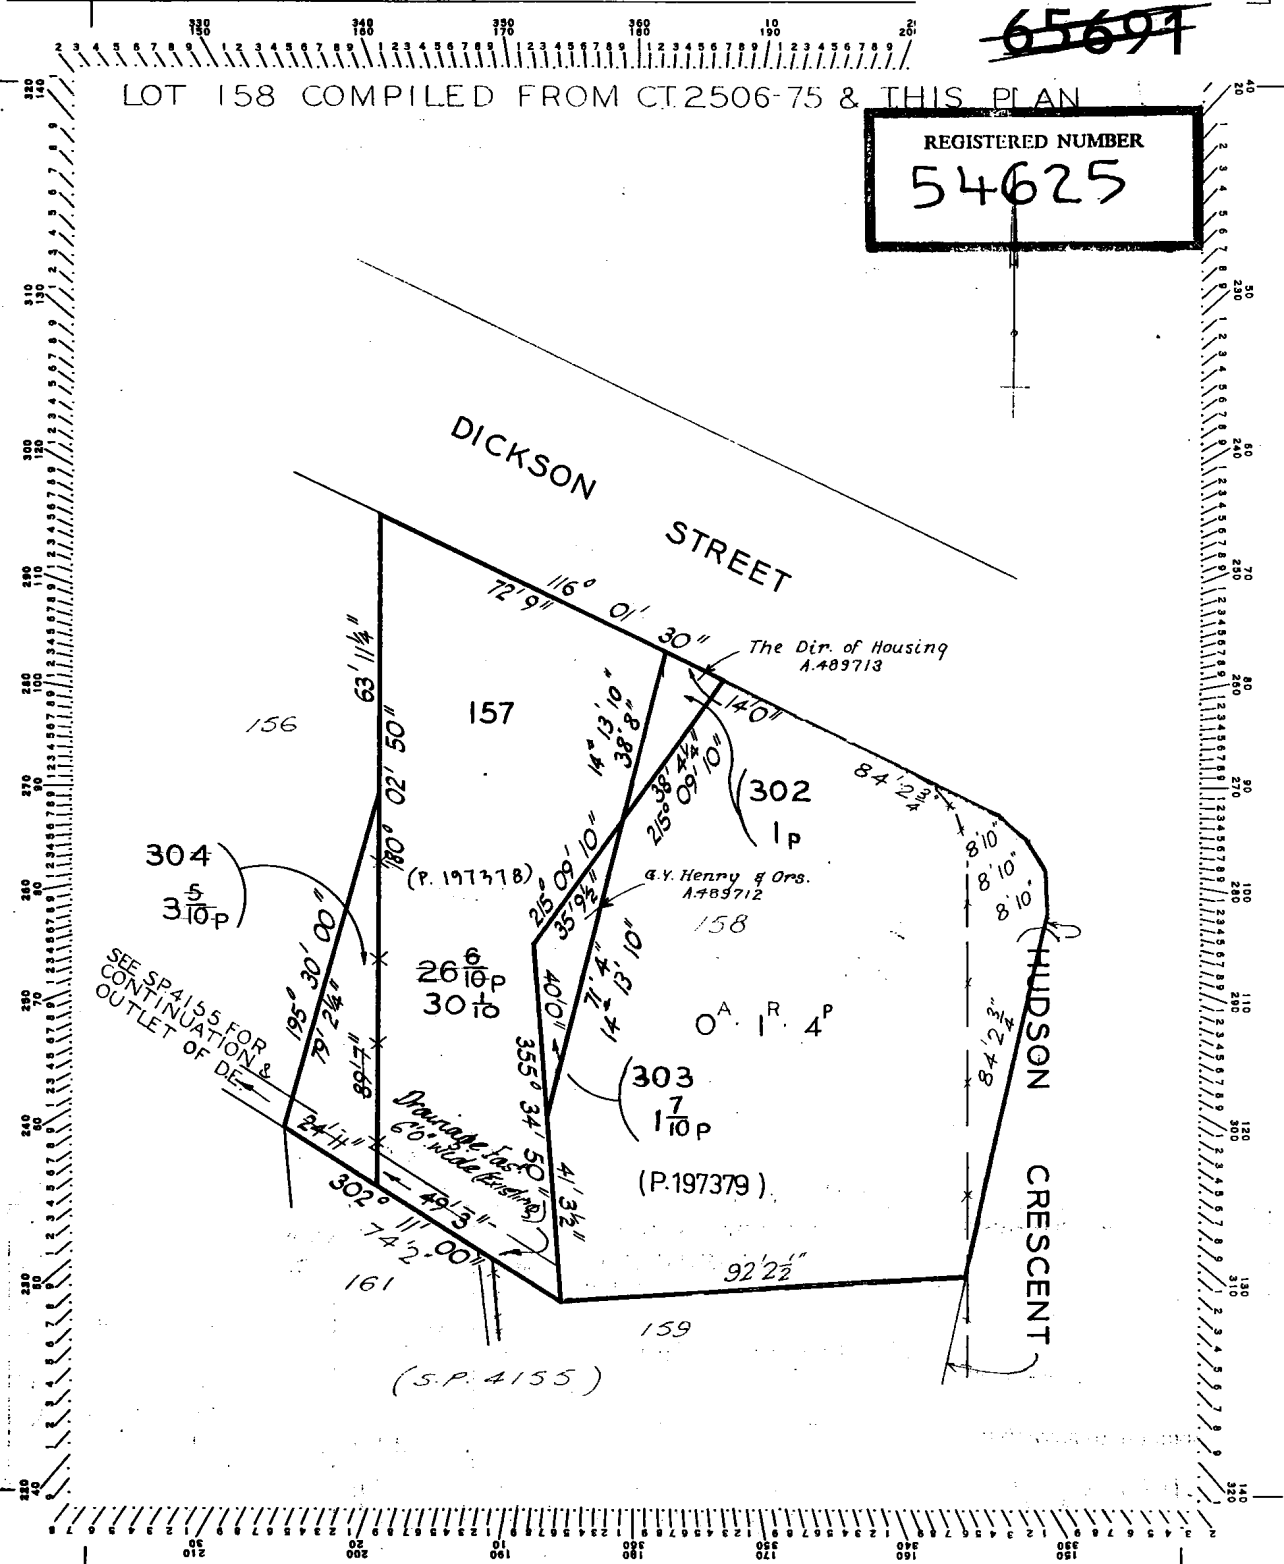 65691
LOT 158 COMPILED FROM CT.2506-75 & THIS PLAN
REGISTERED NUMBER
54625
DICKSON
STREET
116° 01' 30"
72'9"
The Dir. of Housing
A.489713
63' 11¼"
156
157
14° 13' 10"
38' 8"
14'0"
38' 4¼"
215° 09' 10"
302
1p
84' 2¾"
8'10"
8'10"
8'10"
180° 02' 50"
304
3 5/10 p
(P. 197378)
215° 09' 10"
35' 9½"
G.Y. Henry & Ors.
A489712
158
195° 30' 00"
79' 2¼"
26 6/10 p
30 1/10
40'0"
71' 4"
14° 13' 10"
0A. 1R. 4P
HUDSON
CRESCENT
84' 2¾"
SEE SP.4155 FOR
CONTINUATION &
OUTLET OF D.E.
89'7"
355° 34' 50"
303
1 7/10 p
24'11"
Drainage Eas.
6'0" wide (Existing)
41' 3½"
(P.197379)
302° 11' 00"
49'3"
74'2"
161
92'2½"
159
(S.P. 4155)